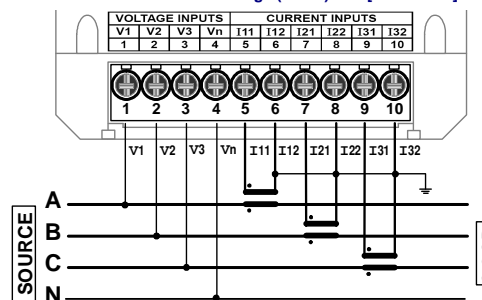 VOLTAGE INPUTS CURRENT INPUTS
V1 V2 V3 Vn I11 I12 I21 I22 I31 I32
1 2 3 4 5 6 7 8 9 10
1 2 3 4 5 6 7 8 9 10
V1 V2 V3 Vn I11 I12 I21 I22 I31 I32
SOURCE
A
B
C
N